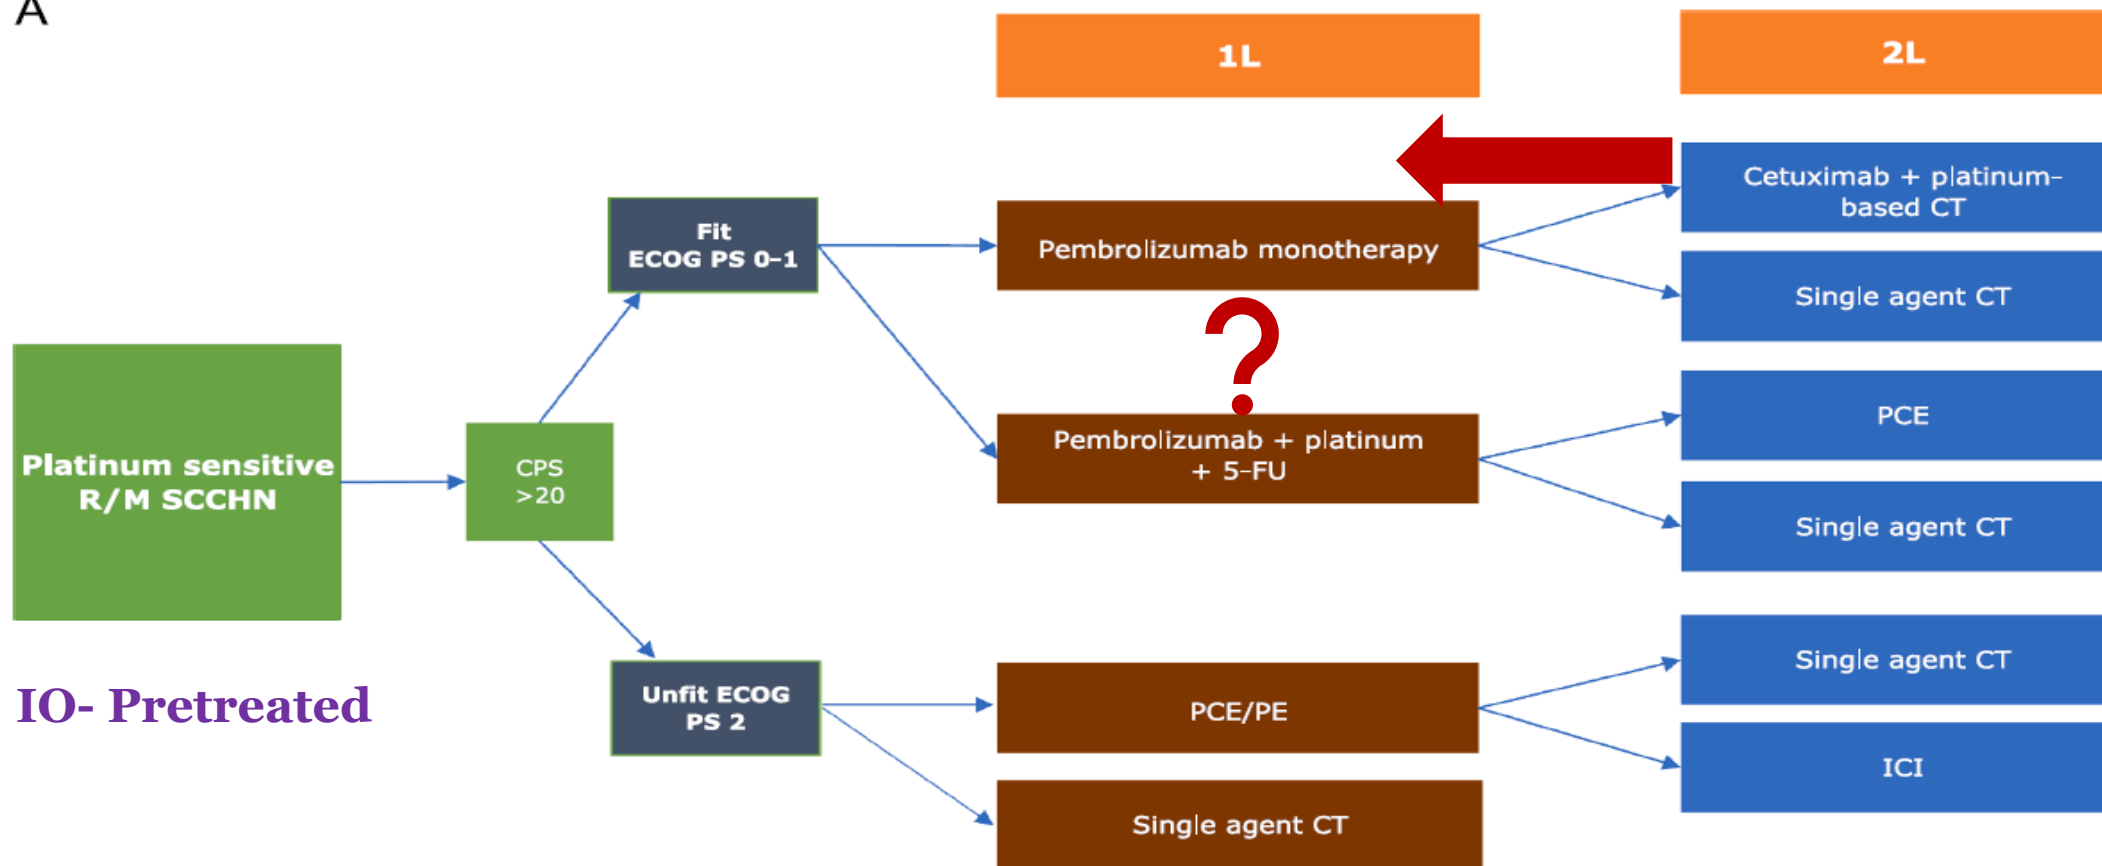 A
1L
2L
Fit
ECOG PS 0-1
Pembrolizumab monotherapy
Cetuximab + platinum-
based CT
Single agent CT
?
Platinum sensitive
R/M SCCHN
CPS
>20
Pembrolizumab + platinum
+ 5-FU
PCE
Single agent CT
IO- Pretreated
Unfit ECOG
PS 2
PCE/PE
Single agent CT
Single agent CT
ICI